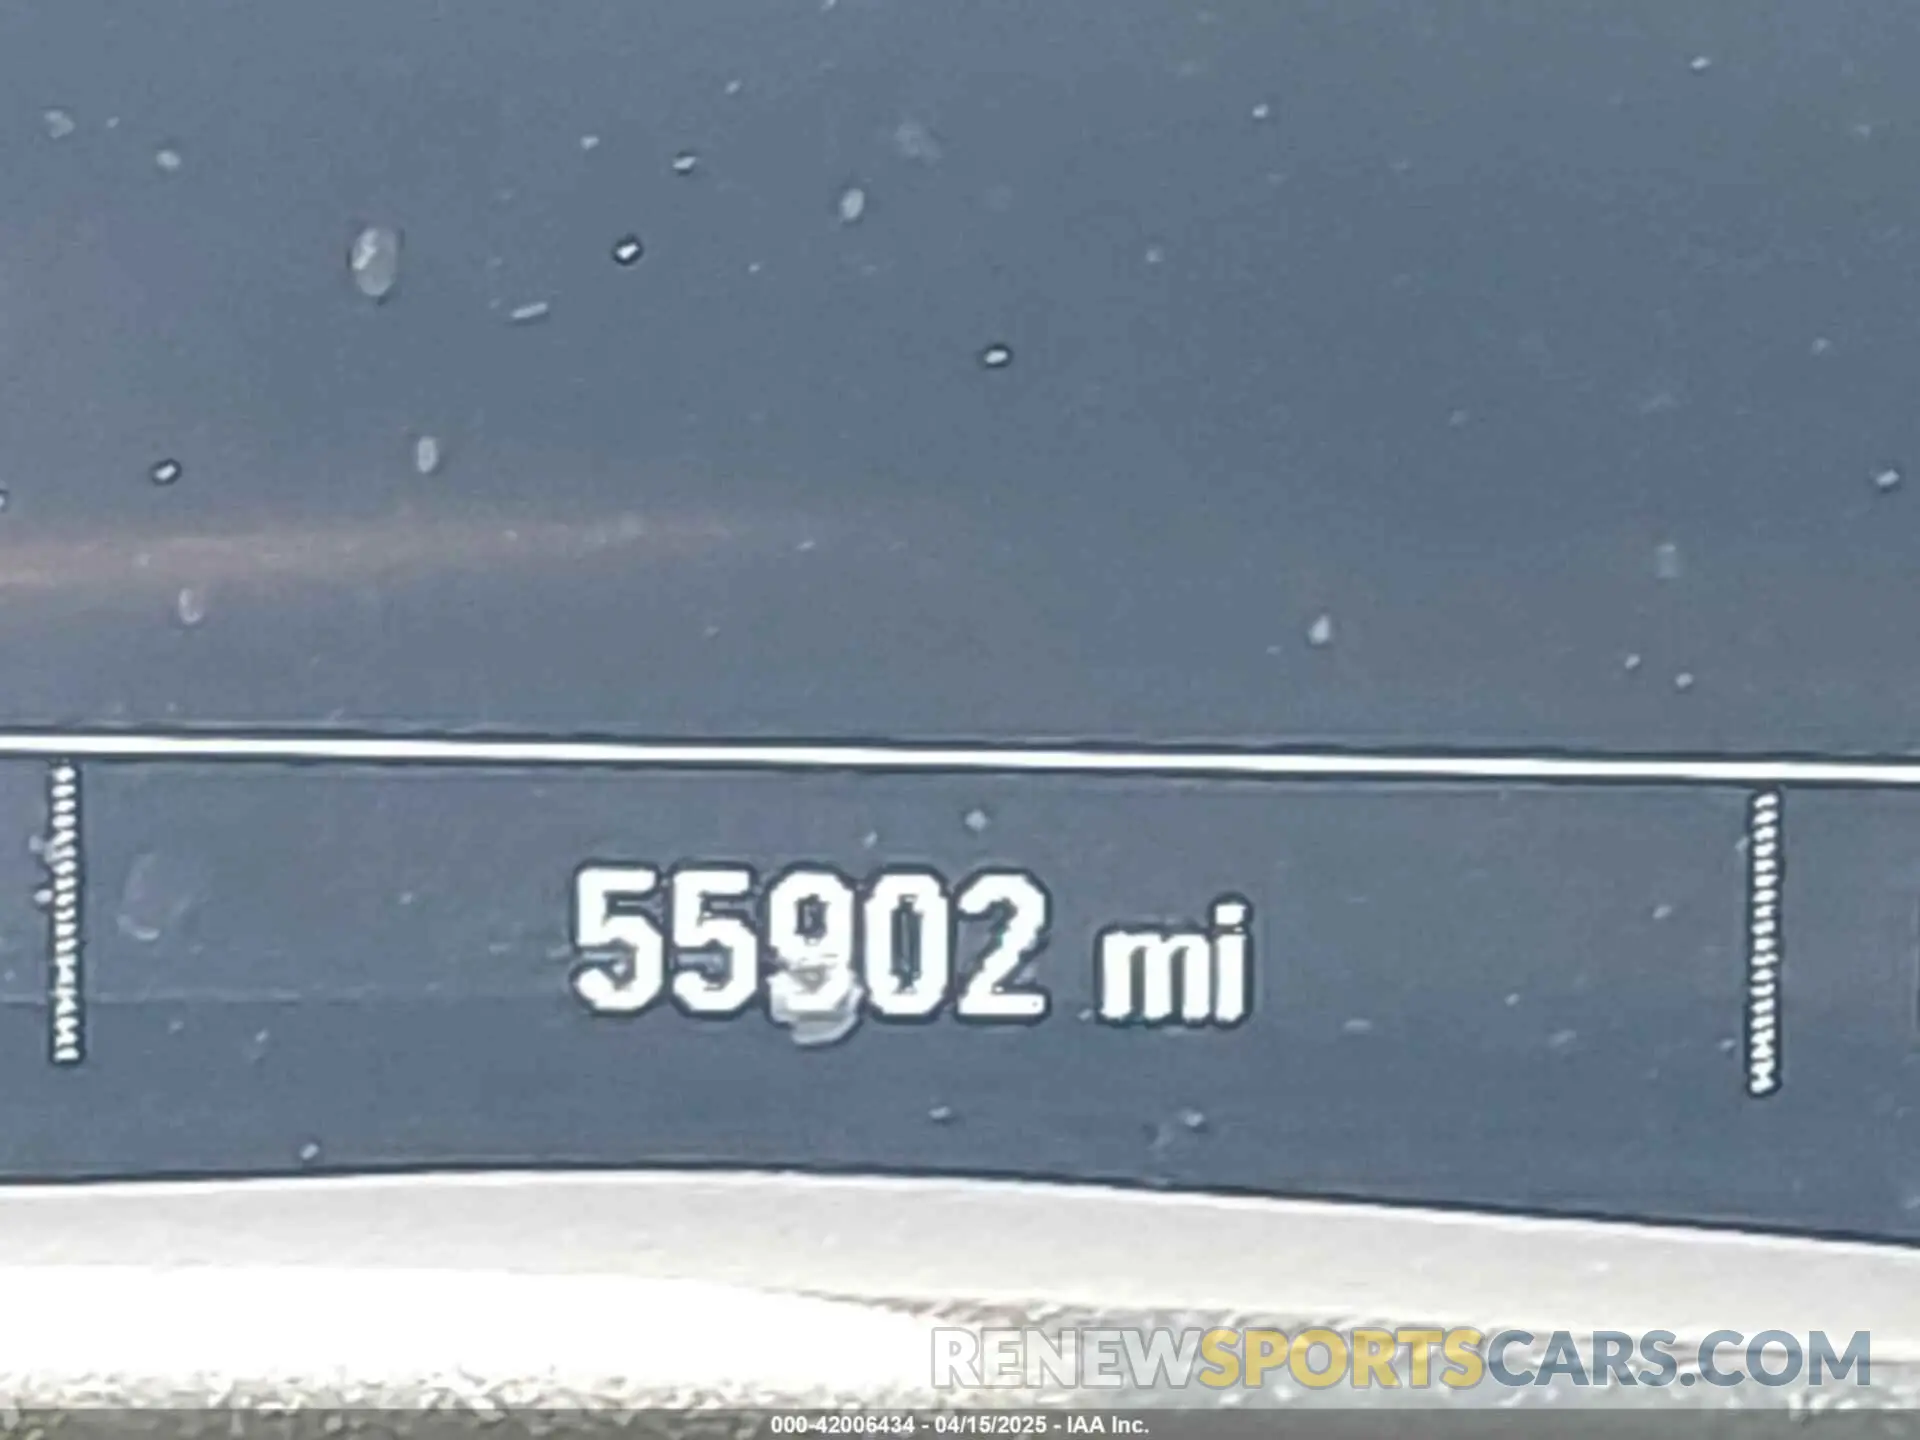 55902 mi
RENEWSPORTSCARS.COM
000-42006434 - 04/15/2025 - IAA Inc.